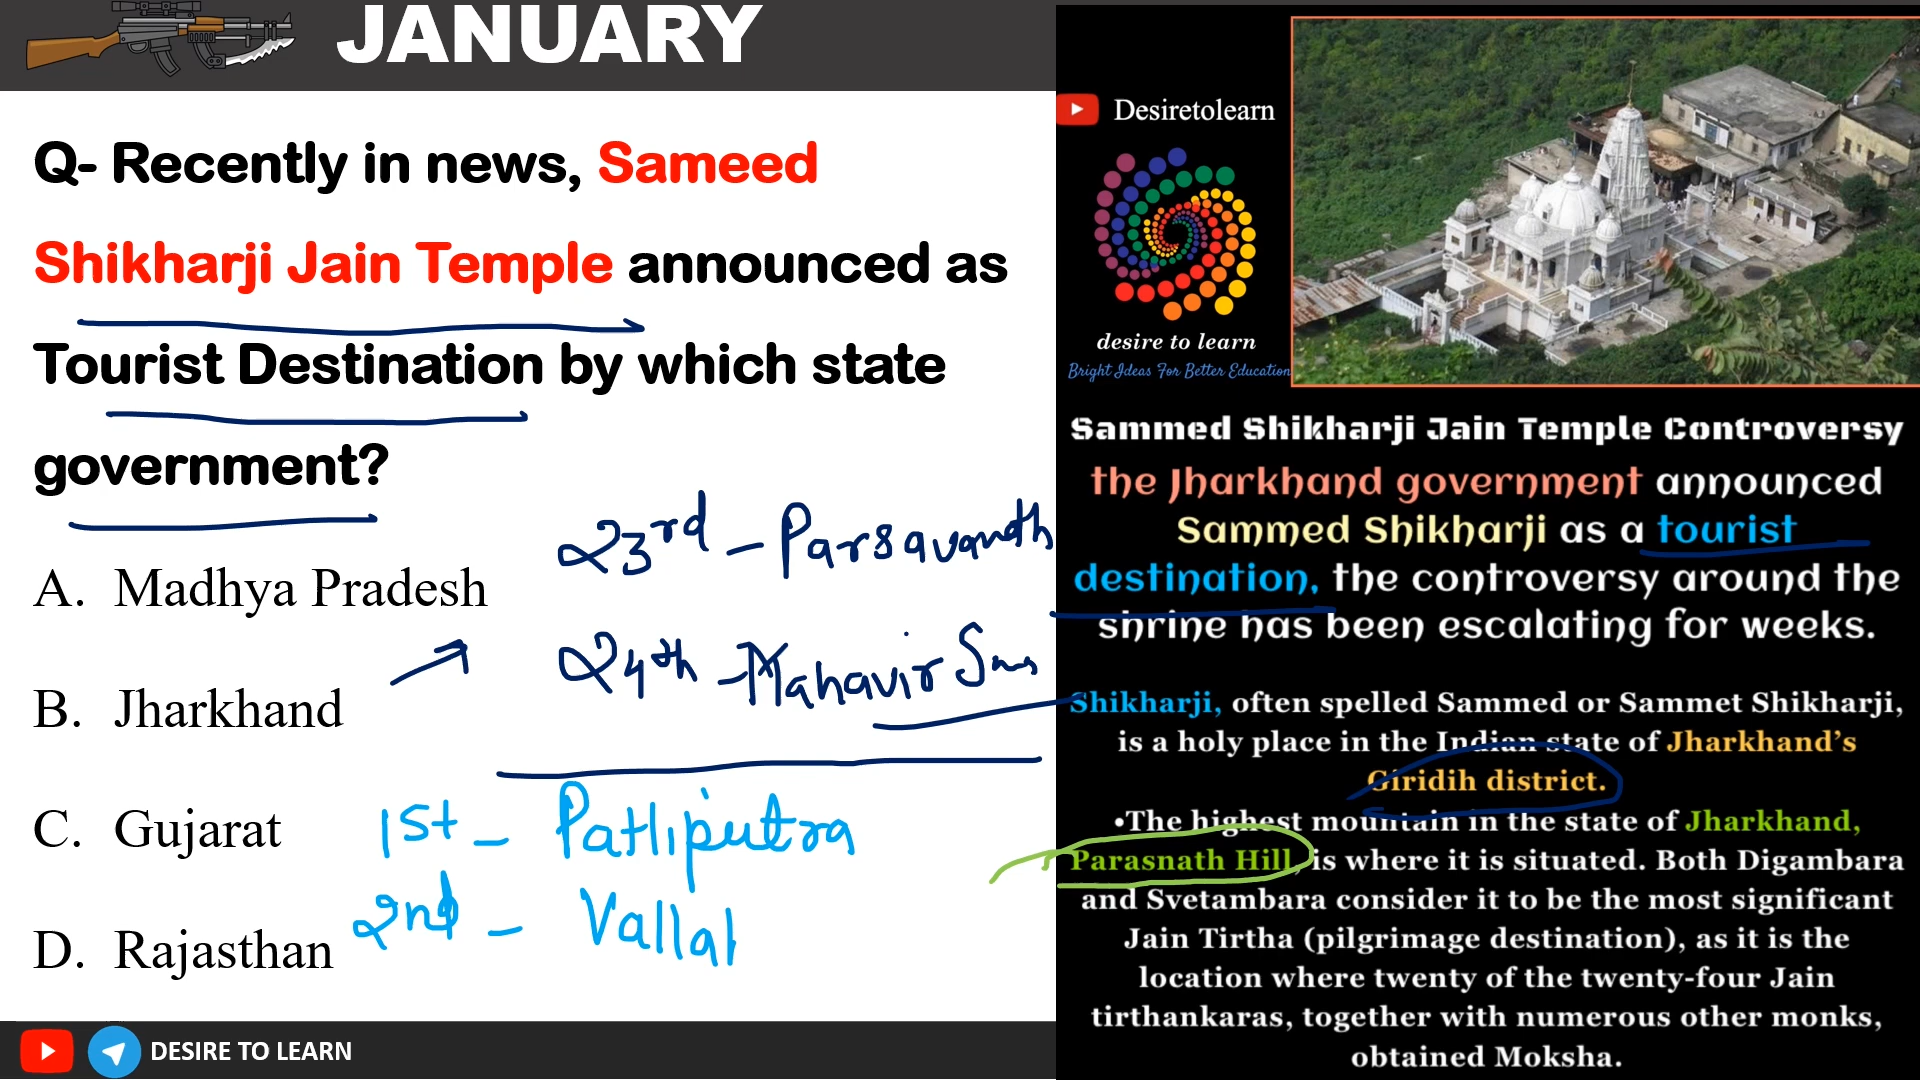 JANUARY
Q- Recently in news, Sameed
Shikharji Jain Temple announced as
Tourist Destination by which state
government?
23rd - Parsavanath
A. Madhya Pradesh
24th - Mahavir
B. Jharkhand
1st - Patliputra
C. Gujarat
2nd - Vallab
D. Rajasthan
DESIRE TO LEARN
Desiretolearn
desire to learn
Bright Ideas For Better Education
Sammed Shikharji Jain Temple Controversy
the Jharkhand government announced
Sammed Shikharji as a tourist
destination, the controversy around the
shrine has been escalating for weeks.
Shikharji, often spelled Sammed or Sammet Shikharji,
is a holy place in the Indian state of Jharkhand's
Giridih district.
•The highest mountain in the state of Jharkhand,
Parasnath Hill, is where it is situated. Both Digambara
and Svetambara consider it to be the most significant
Jain Tirtha (pilgrimage destination), as it is the
location where twenty of the twenty-four Jain
tirthankaras, together with numerous other monks,
obtained Moksha.